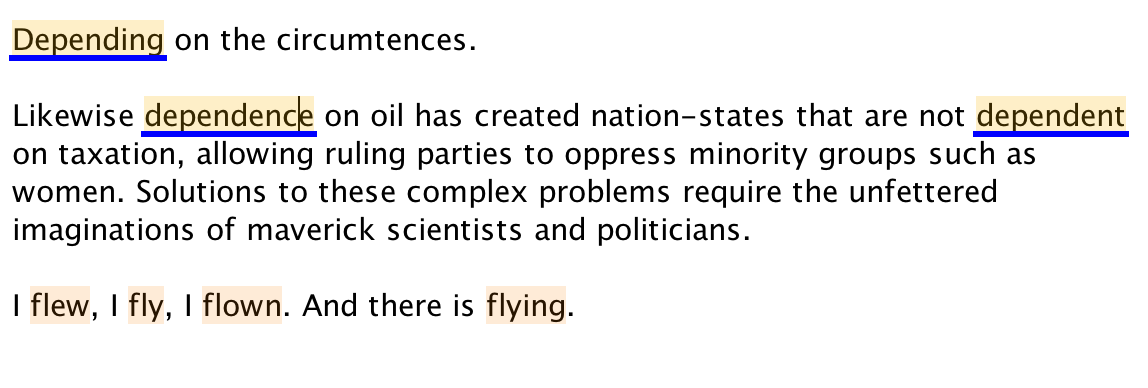 Depending on the circumtences.
Likewise dependence on oil has created nation-states that are not dependent
on taxation, allowing ruling parties to oppress minority groups such as
women. Solutions to these complex problems require the unfettered
imaginations of maverick scientists and politicians.
I flew, I fly, I flown. And there is flying.